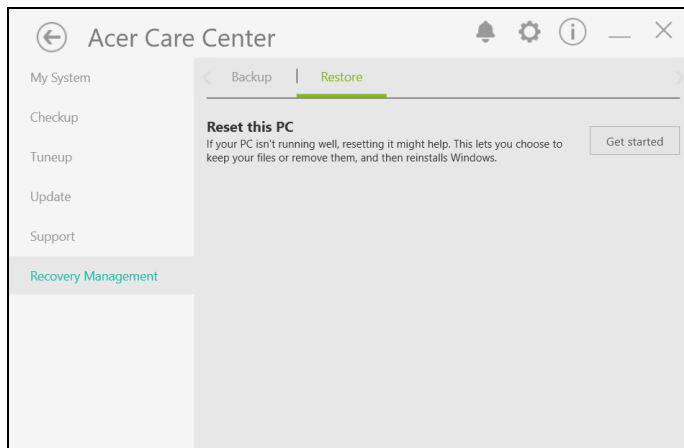 Acer Care Center
My System
Checkup
Tuneup
Update
Support
Recovery Management
Backup | Restore
Reset this PC
If your PC isn't running well, resetting it might help. This lets you choose to
keep your files or remove them, and then reinstalls Windows.
Get started